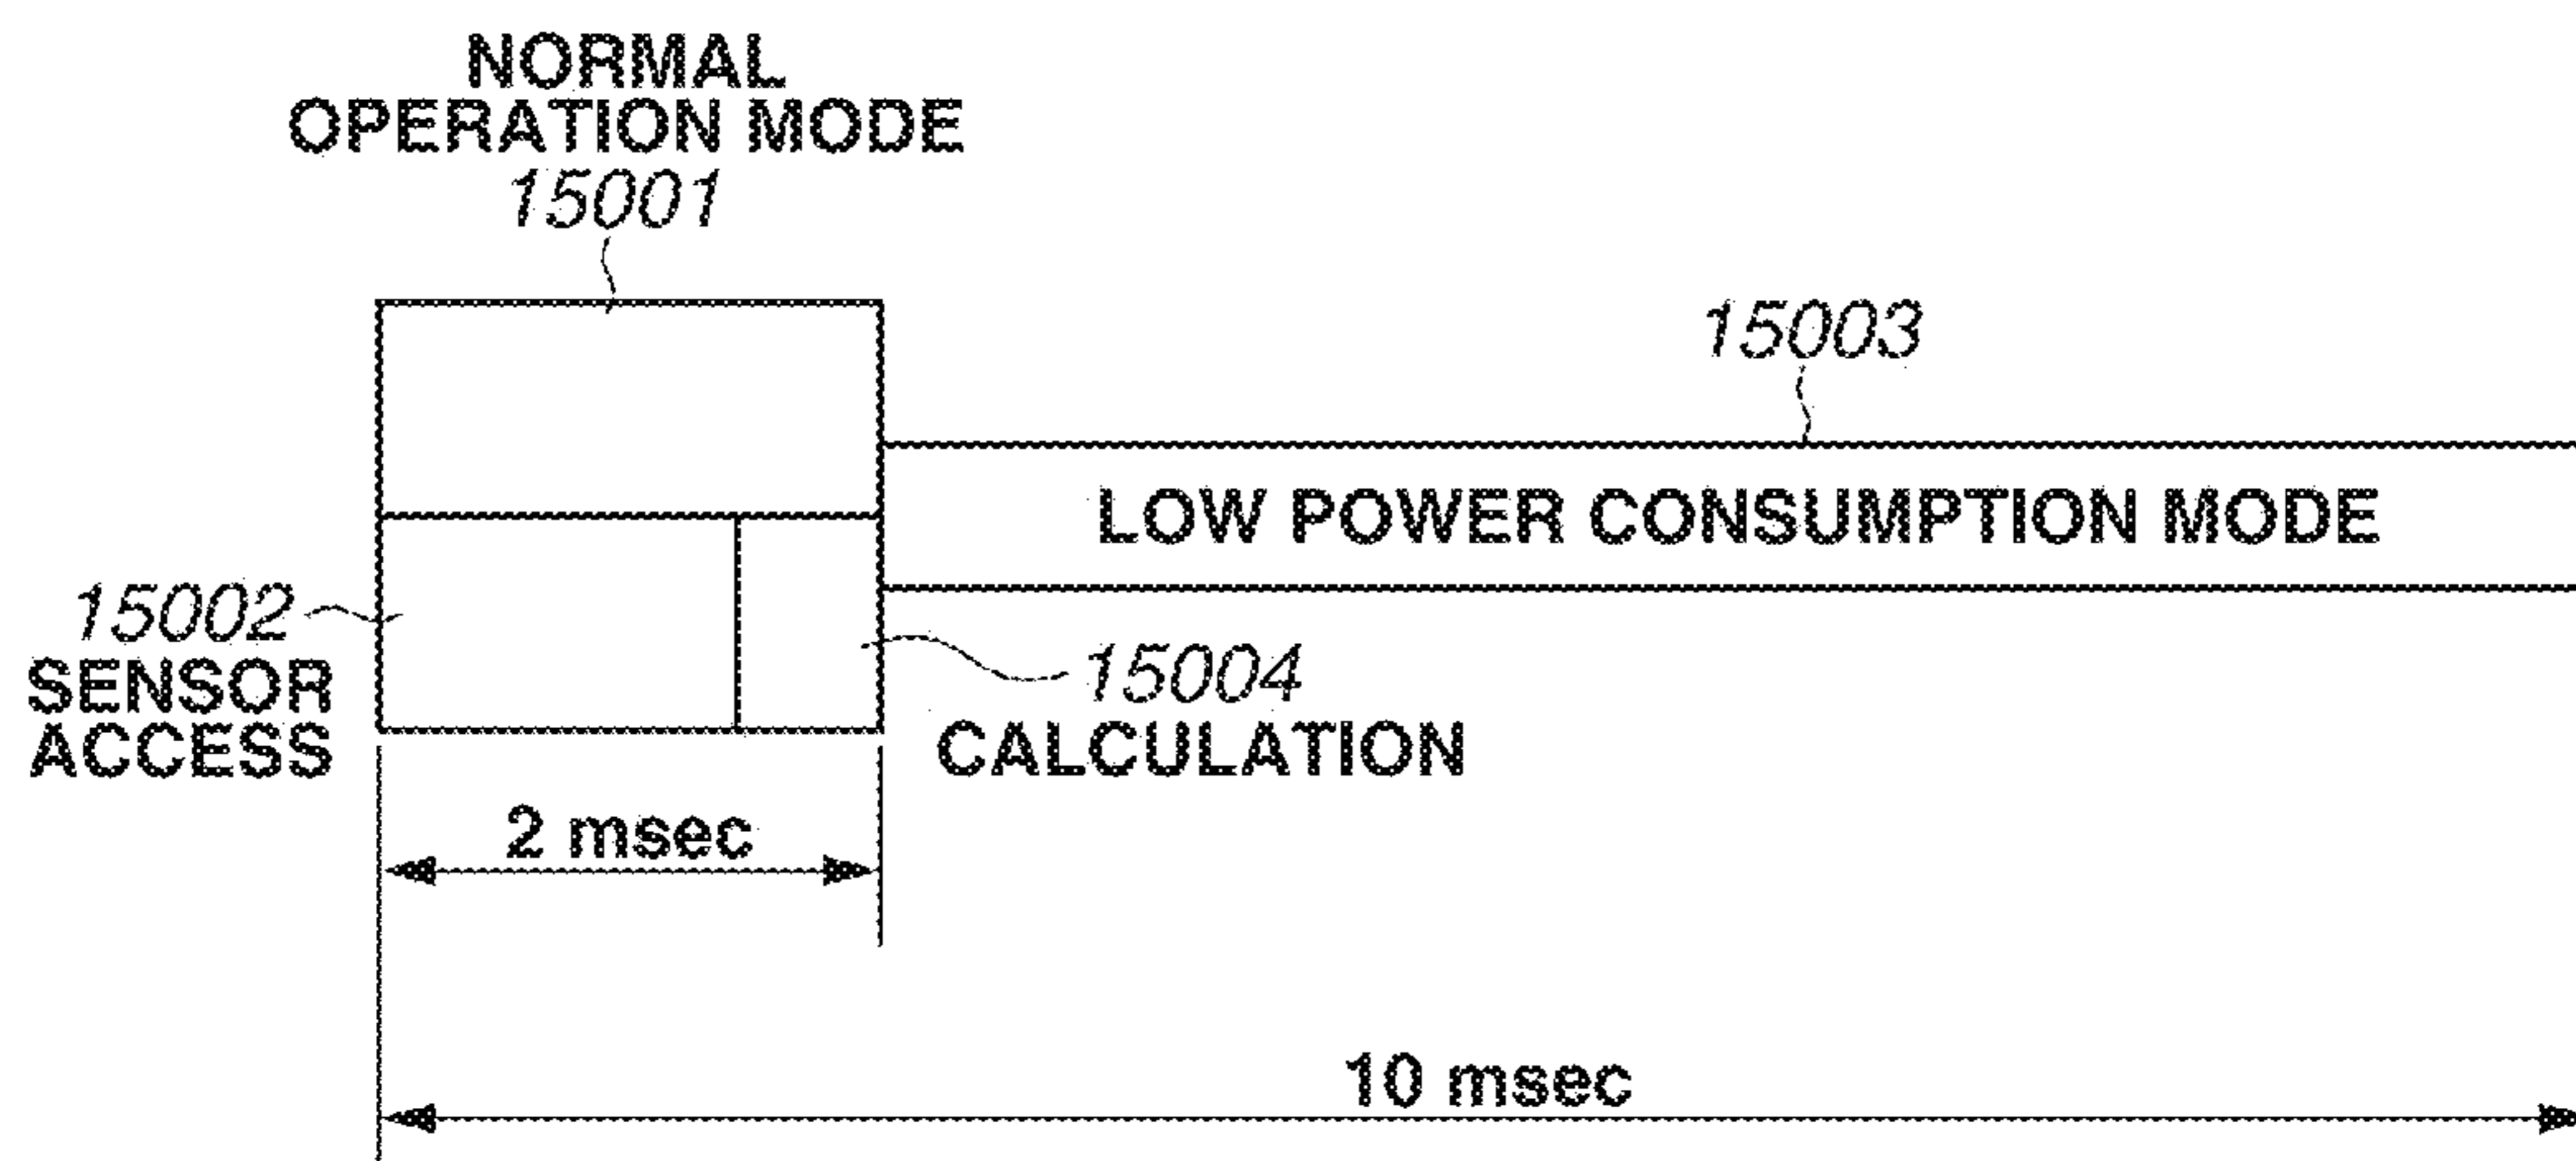 NORMAL
OPERATION MODE
15001
15003
LOW POWER CONSUMPTION MODE
15002
SENSOR
ACCESS
15004
CALCULATION
2 msec
10 msec